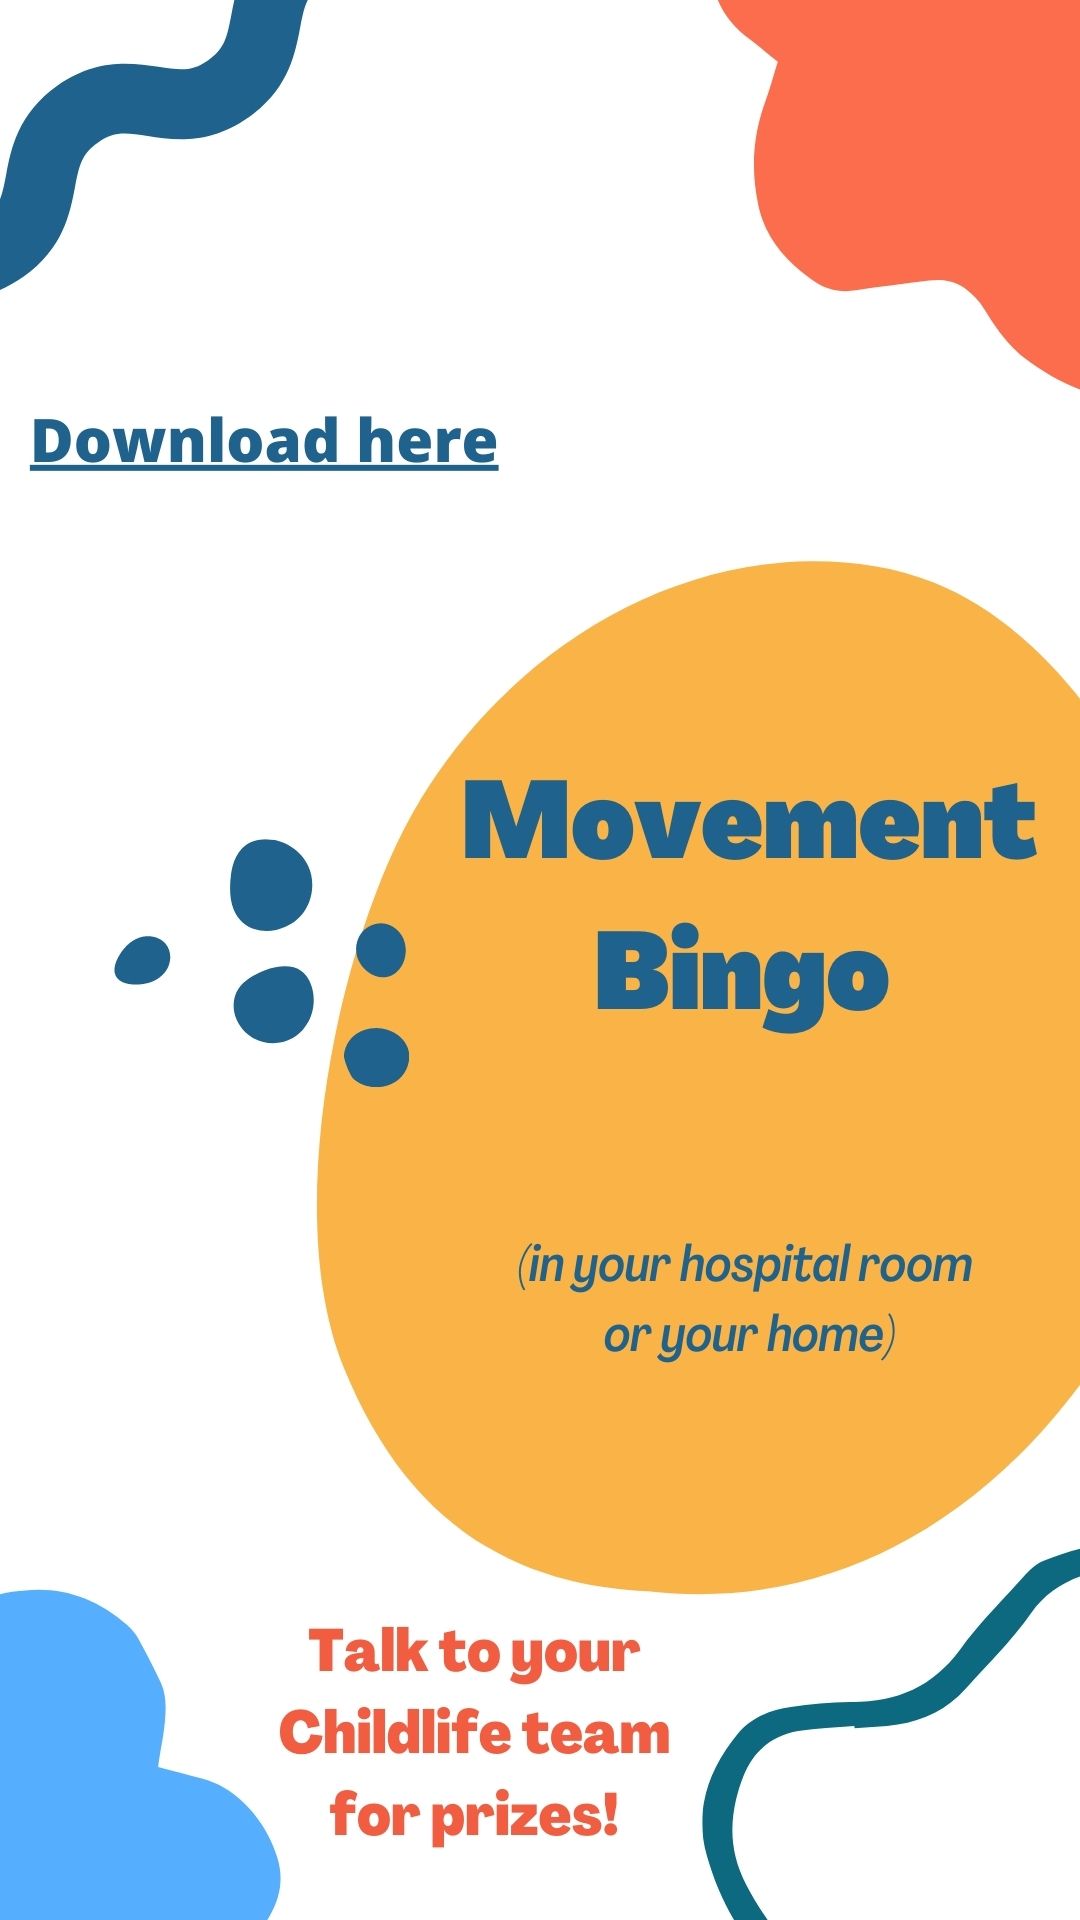 Download here
Movement
Bingo
(in your hospital room
or your home)
Talk to your
Childlife team
for prizes!